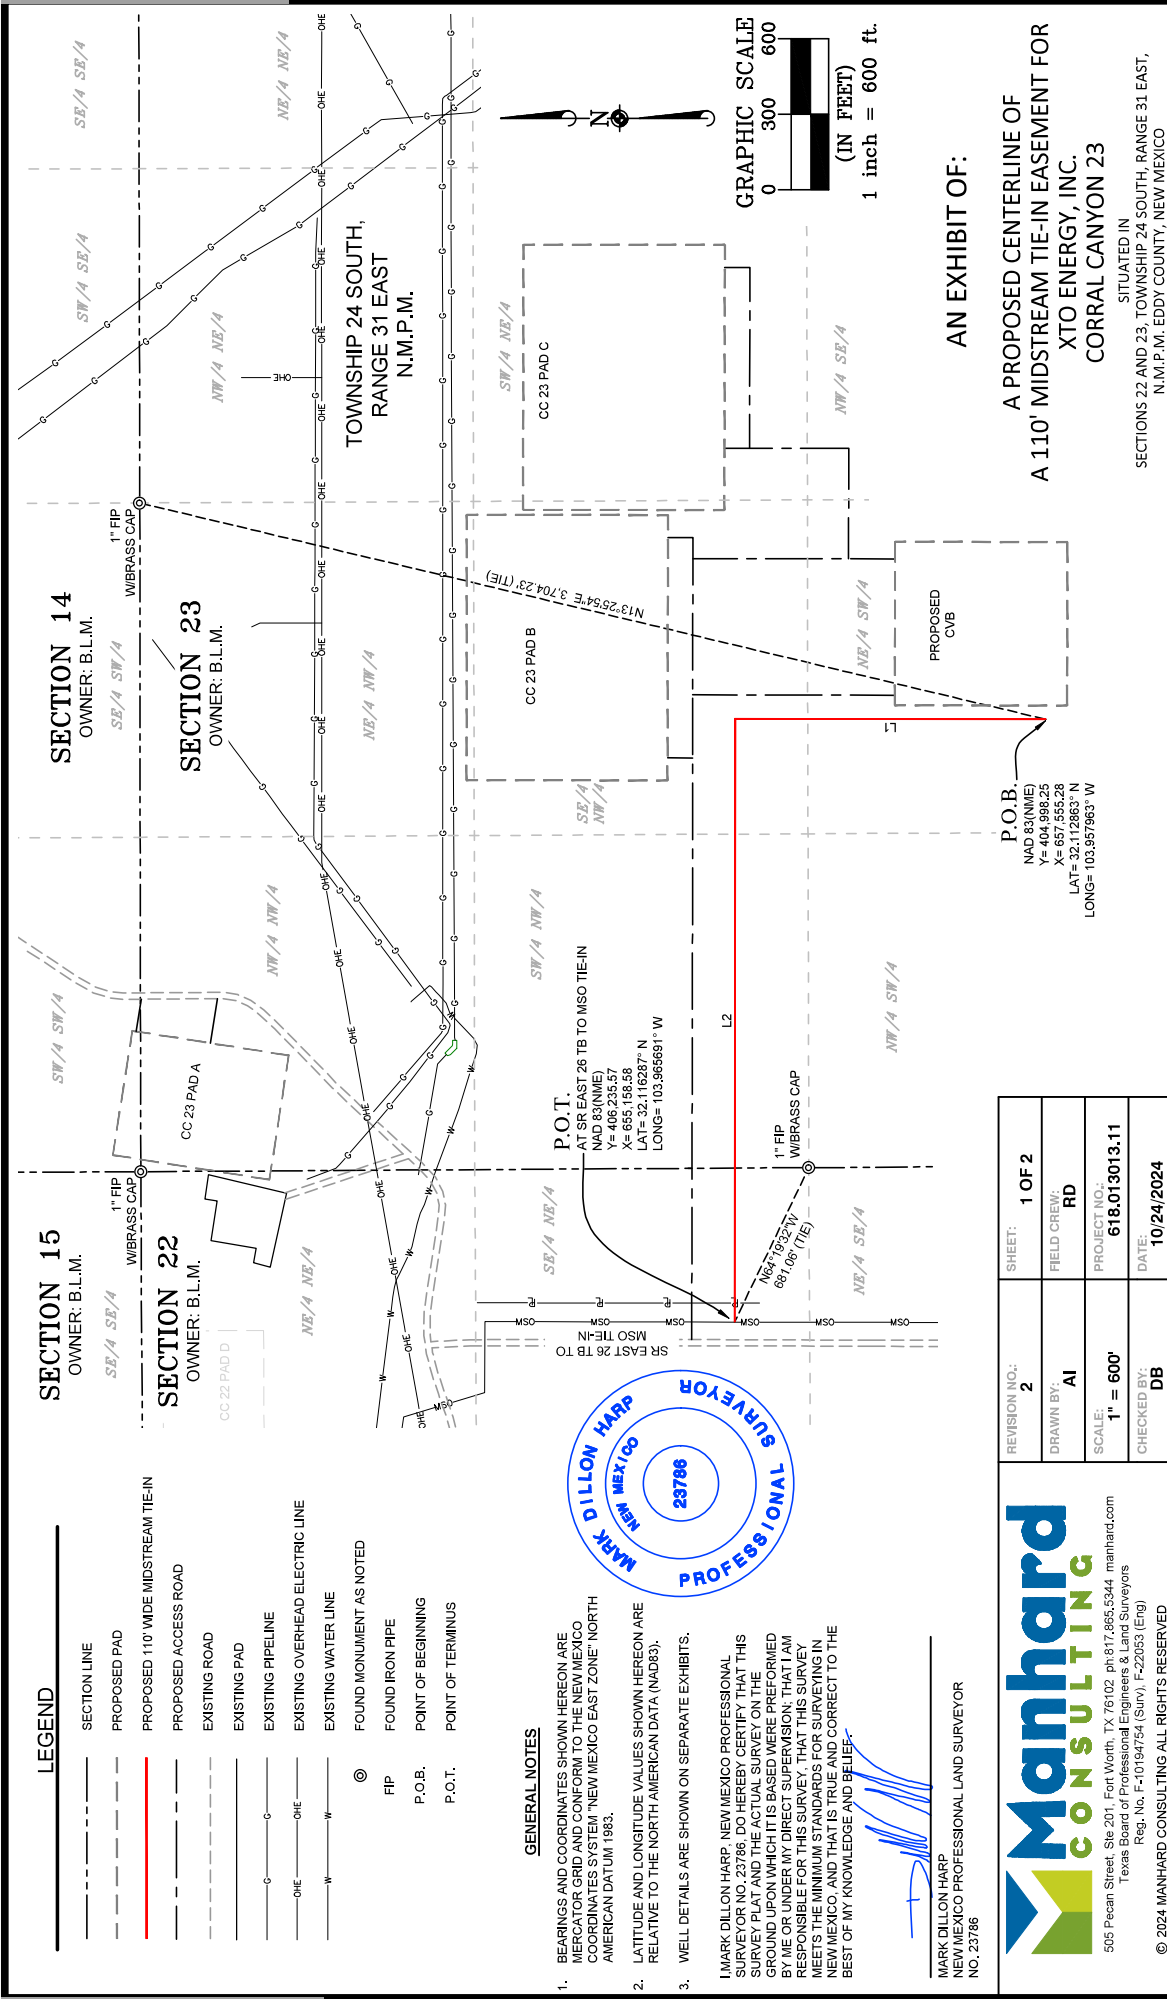 LEGEND
SECTION LINE
PROPOSED PAD
PROPOSED 110' WIDE MIDSTREAM TIE-IN
PROPOSED ACCESS ROAD
EXISTING ROAD
EXISTING PAD
G G EXISTING PIPELINE
OHE OHE EXISTING OVERHEAD ELECTRIC LINE
W W EXISTING WATER LINE
FOUND MONUMENT AS NOTED
FIP FOUND IRON PIPE
P.O.B. POINT OF BEGINNING
P.O.T. POINT OF TERMINUS
GENERAL NOTES
1. BEARINGS AND COORDINATES SHOWN HEREON ARE
MERCATOR GRID AND CONFORM TO THE NEW MEXICO
COORDINATES SYSTEM "NEW MEXICO EAST ZONE" NORTH
AMERICAN DATUM 1983.
2. LATITUDE AND LONGITUDE VALUES SHOWN HEREON ARE
RELATIVE TO THE NORTH AMERICAN DATA (NAD83).
3. WELL DETAILS ARE SHOWN ON SEPARATE EXHIBITS.
I,MARK DILLON HARP, NEW MEXICO PROFESSIONAL
SURVEYOR NO. 23786, DO HEREBY CERTIFY THAT THIS
SURVEY PLAT AND THE ACTUAL SURVEY ON THE
GROUND UPON WHICH IT IS BASED WERE PREFORMED
BY ME OR UNDER MY DIRECT SUPERVISION; THAT I AM
RESPONSIBLE FOR THIS SURVEY, THAT THIS SURVEY
MEETS THE MINIMUM STANDARDS FOR SURVEYING IN
NEW MEXICO, AND THAT IS TRUE AND CORRECT TO THE
BEST OF MY KNOWLEDGE AND BELIEF.
MARK DILLON HARP
NEW MEXICO PROFESSIONAL LAND SURVEYOR
NO. 23786
MARK DILLON HARP
NEW MEXICO
23786
PROFESSIONAL SURVEYOR
SECTION 15
OWNER: B.L.M.
SE/4 SE/4
SECTION 22
OWNER: B.L.M.
CC 22 PAD D
NE/4 NE/4
1" FIP
W/BRASS CAP
SW/4 SW/4
CC 23 PAD A
NW/4 NW/4
SECTION 14
OWNER: B.L.M.
SE/4 SW/4
SECTION 23
OWNER: B.L.M.
NE/4 NW/4
1" FIP
W/BRASS CAP
SW/4 SE/4
NW/4 NE/4
SE/4 SE/4
NE/4 NE/4
TOWNSHIP 24 SOUTH,
RANGE 31 EAST
N.M.P.M.
SE/4 NE/4
SW/4 NW/4
SE/4
NW/4
SW/4 NE/4
CC 23 PAD B
CC 23 PAD C
N13°25'54"E 3,704.23' (TIE)
P.O.T.
AT SR EAST 26 TB TO MSO TIE-IN
NAD 83(NME)
Y= 406,235.57
X= 655,158.58
LAT= 32.116287° N
LONG= 103.965691° W
SR EAST 26 TB TO
MSO TIE-IN
L2
L1
N64°19'32"W
681.06' (TIE)
1" FIP
W/BRASS CAP
NE/4 SE/4
NW/4 SW/4
NE/4 SW/4
NW/4 SE/4
PROPOSED
CVB
P.O.B.
NAD 83(NME)
Y= 404,998.25
X= 657,555.28
LAT= 32.112863° N
LONG= 103.957963° W
N
GRAPHIC SCALE
0 300 600
(IN FEET)
1 inch = 600 ft.
AN EXHIBIT OF:
A PROPOSED CENTERLINE OF
A 110' MIDSTREAM TIE-IN EASEMENT FOR
XTO ENERGY, INC.
CORRAL CANYON 23
SITUATED IN
SECTIONS 22 AND 23, TOWNSHIP 24 SOUTH, RANGE 31 EAST,
N.M.P.M. EDDY COUNTY, NEW MEXICO
Manhard
CONSULTING
505 Pecan Street, Ste 201, Fort Worth, TX 76102 ph:817.865.5344 manhard.com
Texas Board of Professional Engineers & Land Surveyors
Reg. No. F-10194754 (Surv), F-22053 (Eng)
© 2024 MANHARD CONSULTING ALL RIGHTS RESERVED
REVISION NO.: 2
SHEET: 1 OF 2
DRAWN BY: AI
FIELD CREW: RD
SCALE: 1" = 600'
PROJECT NO.: 618.013013.11
CHECKED BY: DB
DATE: 10/24/2024